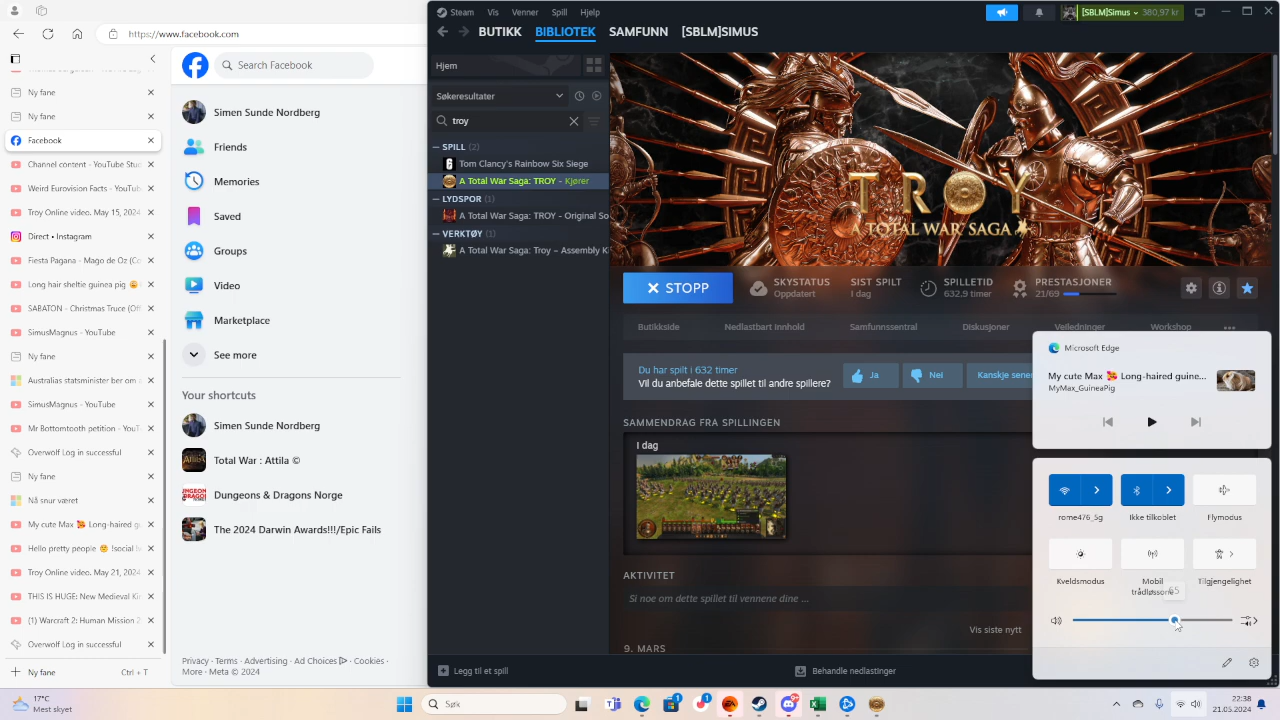 https://www.facebook.com
Ny fane
Ny fane
Facebook
Channel content - YouTube Stud
Weird Eurovision Facts - YouTub
Troy Online video. May 15, 2024
Direct • Instagram
Fiesta Pagana - Mago de Oz (Co
Long haired guinea pig theme
SABATON - Christmas Truce (Off
SimusMagnus - YouTube
Ny fane
Australias statsminister ber den i
SimusMagnus - YouTube
Mr Bottontooth petition - YouTu
Overwolf Log in successful
Ny fane
Nå snur været
My cute Max 🥰 Long-haired gu
Hello pretty people 🙂 [social b
Troy Online video. May 21, 2024
THIS IS HUGE: New Medieval Kin
(1) Warcraft 2: Human Mission 2
Overwolf Log in successful
Ny fane
Ctrl + T
Search Facebook
Simen Sunde Nordberg
Friends
Memories
Saved
Groups
Video
Marketplace
See more
Your shortcuts
Simen Sunde Nordberg
Total War : Attila ©
Dungeons & Dragons Norge
The 2024 Darwin Awards!!!/Epic Fails
Privacy · Terms · Advertising · Ad Choices · Cookies ·
More · Meta © 2024
Steam Vis Venner Spill Hjelp
[SBLM]Simus 380,97 kr
BUTIKK BIBLIOTEK SAMFUNN [SBLM]SIMUS
Hjem
Søkeresultater
troy
SPILL (2)
Tom Clancy's Rainbow Six Siege
A Total War Saga: TROY - Kjører
LYDSPOR (1)
A Total War Saga: TROY - Original So
VERKTØY (1)
A Total War Saga: Troy – Assembly Ki
TROY
A TOTAL WAR SAGA
STOPP
SKYSTATUS
Oppdatert
SIST SPILT
I dag
SPILLETID
632.9 timer
PRESTASJONER
21/69
Butikkside Nedlastbart innhold Samfunnssentral Diskusjoner Veiledninger Workshop
Du har spilt i 632 timer
Vil du anbefale dette spillet til andre spillere?
Ja
Nei
Kanskje sener
SAMMENDRAG FRA SPILLINGEN
I dag
AKTIVITET
Si noe om dette spillet til vennene dine ...
Vis siste nytt
9. MARS
Legg til et spill
Behandle nedlastinger
Microsoft Edge
My cute Max 🥰 Long-haired guine...
MyMax_GuineaPig
rome476_5g
Ikke tilkoblet
Flymodus
Kveldsmodus
Mobil
trådløssone
Tilgjengelighet
65
17°C
Mest skyet
Søk
22:38
21.05.2024